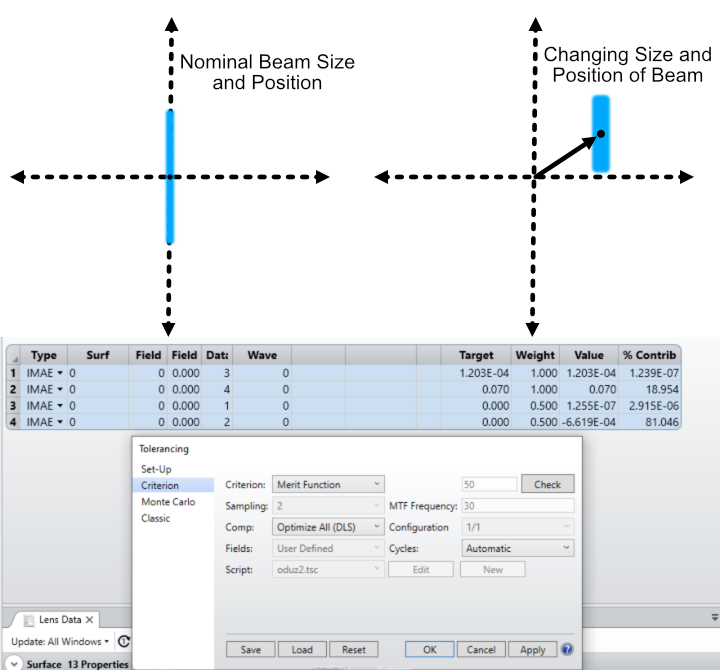 Nominal Beam Size
and Position
Changing Size and
Position of Beam
Type Surf Field Field Data Wave Target Weight Value % Contrib
1 IMAE 0 0 0.000 3 0 1.203E-04 1.000 1.203E-04 1.239E-07
2 IMAE 0 0 0.000 4 0 0.070 1.000 0.070 18.954
3 IMAE 0 0 0.000 1 0 0.000 0.500 1.255E-07 2.915E-06
4 IMAE 0 0 0.000 2 0 0.000 0.500 -6.619E-04 81.046
Tolerancing
Set-Up
Criterion
Monte Carlo
Classic
Criterion: Merit Function 50 Check
Sampling: 2 MTF Frequency: 30
Comp: Optimize All (DLS) Configuration 1/1
Fields: User Defined Cycles: Automatic
Script: oduz2.tsc Edit New
Save Load Reset OK Cancel Apply ?
Lens Data X
Update: All Windows
Surface 13 Properties